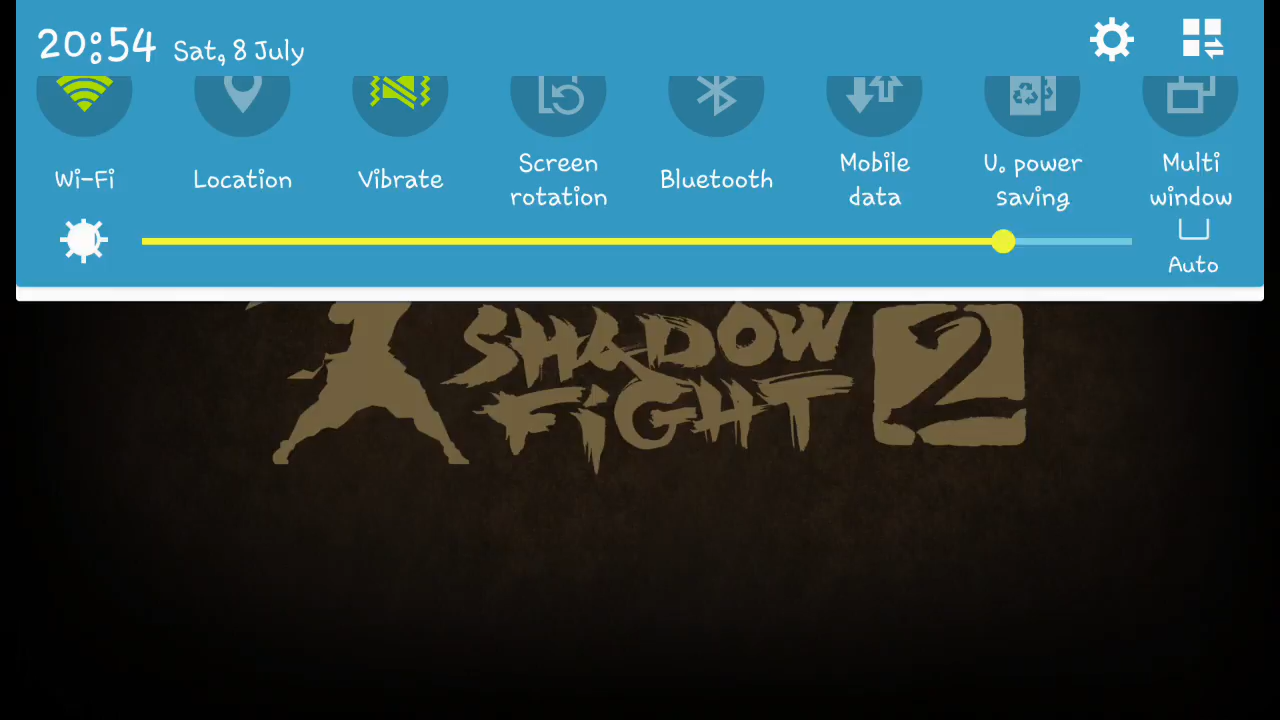 20:54 Sat, 8 July
Wi-Fi
Location
Vibrate
Screen
rotation
Bluetooth
Mobile
data
U. power
saving
Multi
window
Auto
SHADOW
FiGHT
2